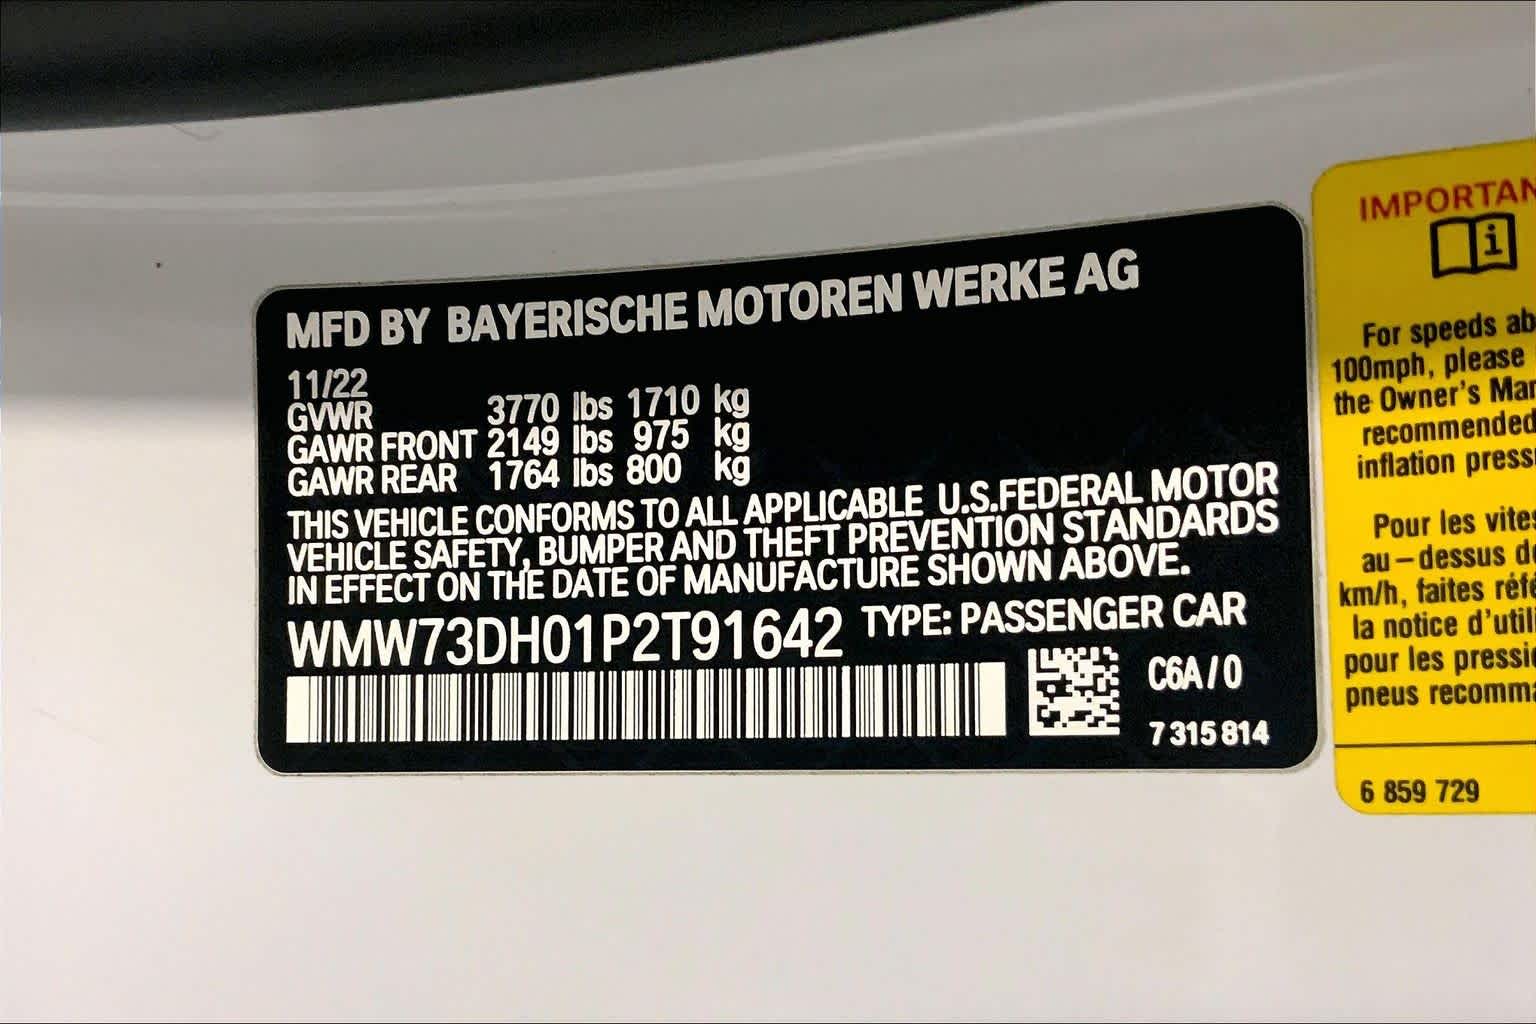 MFD BY BAYERISCHE MOTOREN WERKE AG
11/22
GVWR 3770 lbs 1710 kg
GAWR FRONT 2149 lbs 975 kg
GAWR REAR 1764 lbs 800 kg
THIS VEHICLE CONFORMS TO ALL APPLICABLE U.S.FEDERAL MOTOR
VEHICLE SAFETY, BUMPER AND THEFT PREVENTION STANDARDS
IN EFFECT ON THE DATE OF MANUFACTURE SHOWN ABOVE.
WMW73DH01P2T91642 TYPE: PASSENGER CAR
C6A/0
7 315 814
IMPORTAN
i
For speeds ab
100mph, please
the Owner's Man
recommended
inflation press
Pour les vites
au-dessus de
km/h, faites réfé
la notice d'util
pour les pressi
pneus recomma
6 859 729